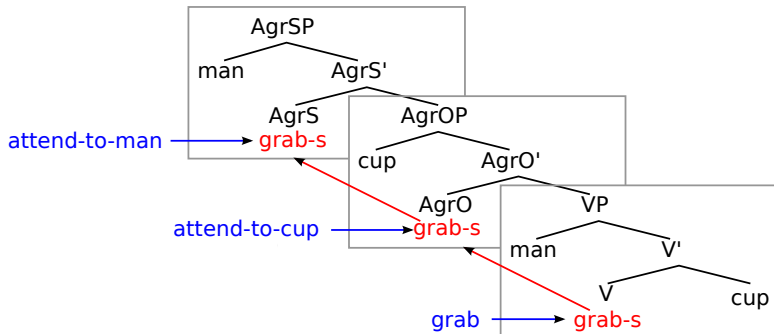 AgrSP
man AgrS'
AgrS AgrOP
attend-to-man grab-s
cup AgrO'
AgrO VP
attend-to-cup grab-s
man V'
V cup
grab grab-s